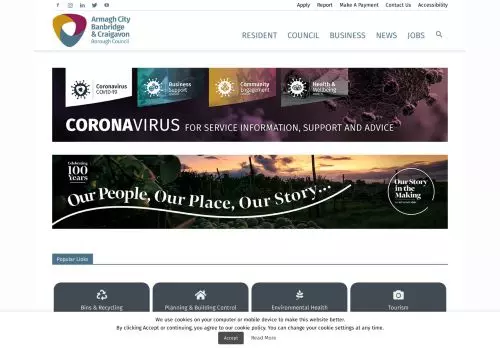 Apply Report Make A Payment Contact Us Accessibility
Armagh City
Banbridge
& Craigavon
Borough Council
RESIDENT COUNCIL BUSINESS NEWS JOBS
Coronavirus
COVID-19
Business
Support
Community
Engagement
Health &
Wellbeing
CORONAVIRUS FOR SERVICE INFORMATION, SUPPORT AND ADVICE
Celebrating
100
Years
Our People, Our Place, Our Story...
Our Story
in the
Making
Popular Links
Bins & Recycling Planning & Building Control Environmental Health Tourism
We use cookies on your computer or mobile device to make this website better.
By clicking Accept or continuing, you agree to our cookie policy. You can change your cookie settings at any time.
Accept Read More